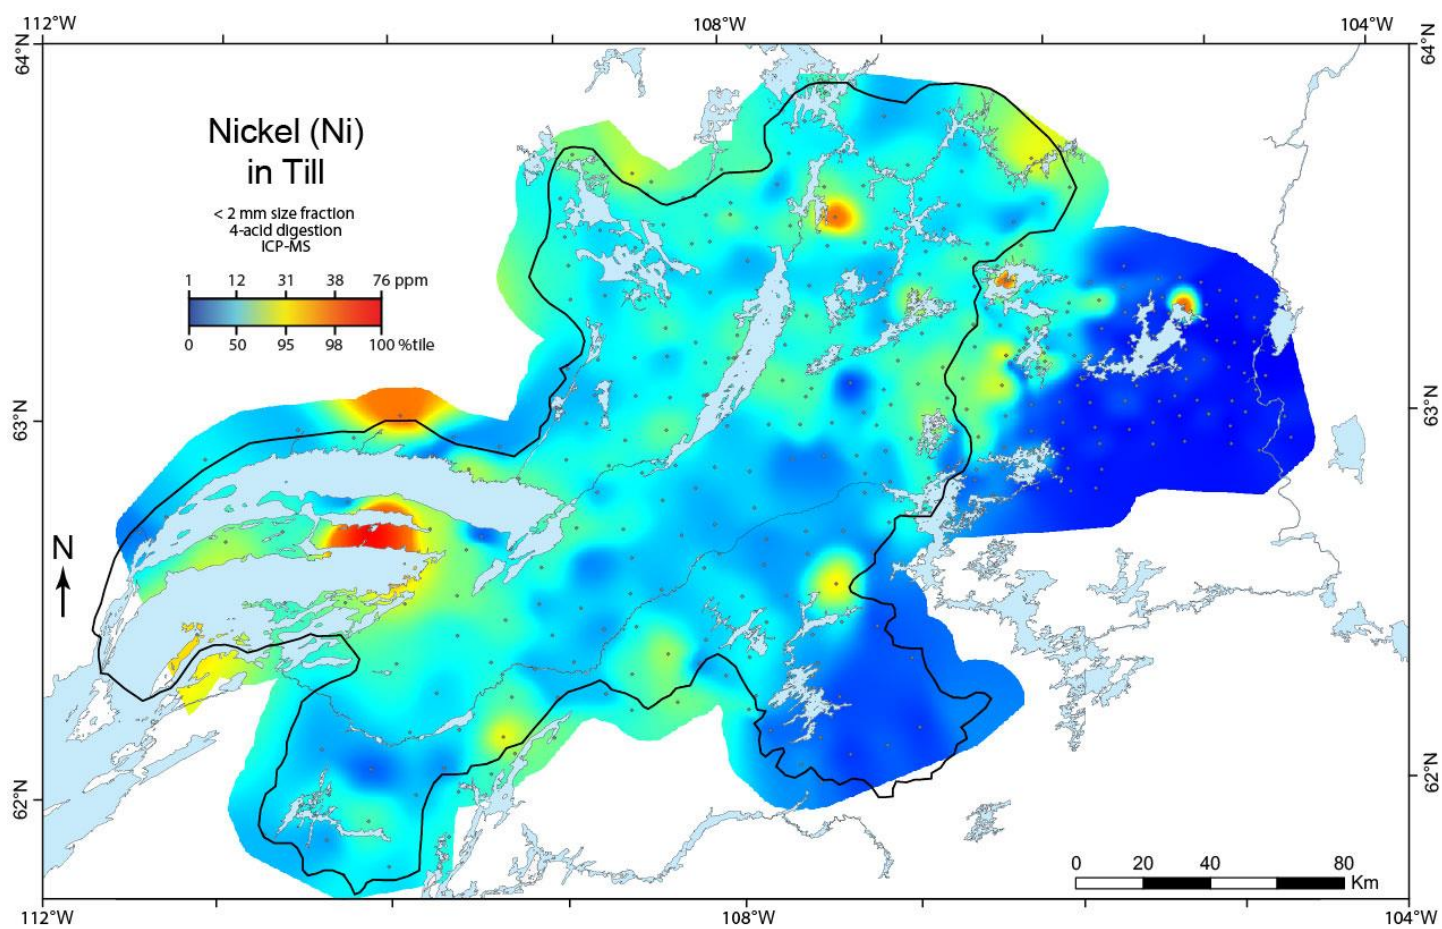 112°W 108°W 104°W
64°N 64°N
Nickel (Ni)
in Till
< 2 mm size fraction
4-acid digestion
ICP-MS
1 12 31 38 76 ppm
0 50 95 98 100 %tile
63°N 63°N
N
62°N 62°N
0 20 40 80
Km
112°W 108°W 104°W